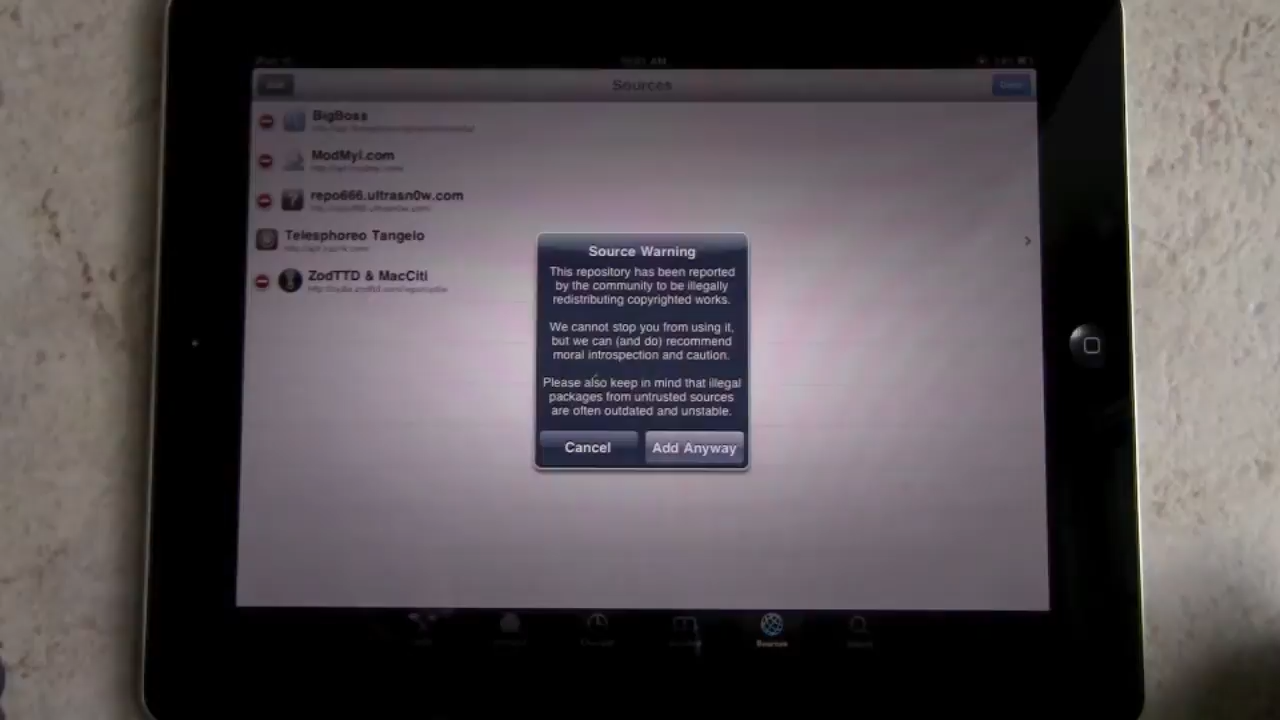 Sources
BigBoss
ModMyi.com
repo666.ultrasn0w.com
Telesphoreo Tangelo
ZodTTD & MacCiti
Source Warning
This repository has been reported
by the community to be illegally
redistributing copyrighted works.
We cannot stop you from using it,
but we can (and do) recommend
moral introspection and caution.
Please also keep in mind that illegal
packages from untrusted sources
are often outdated and unstable.
Cancel
Add Anyway
Sources